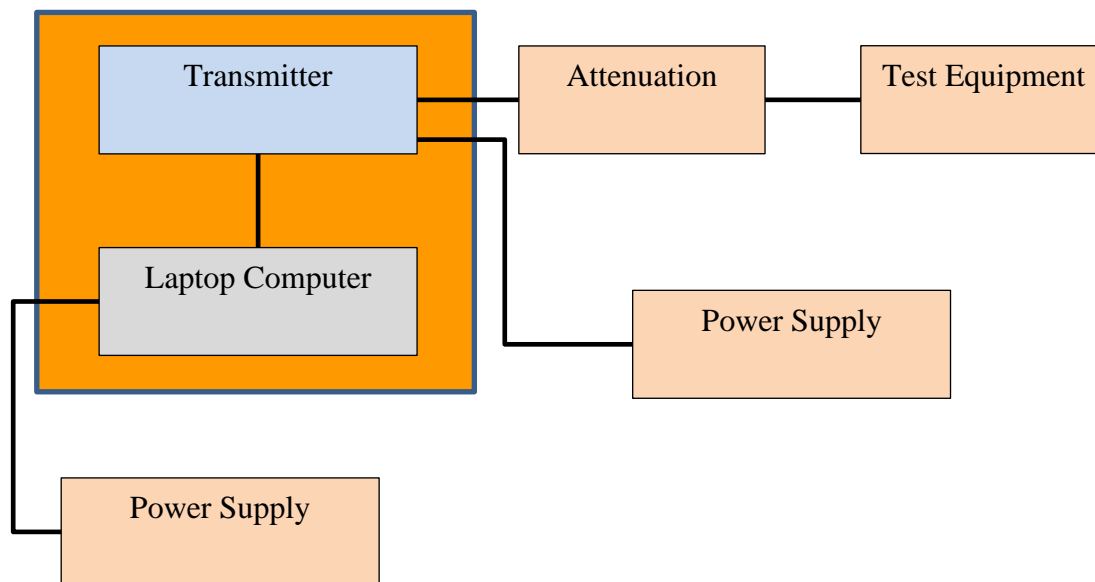 Transmitter
Attenuation
Test Equipment
Laptop Computer
Power Supply
Power Supply